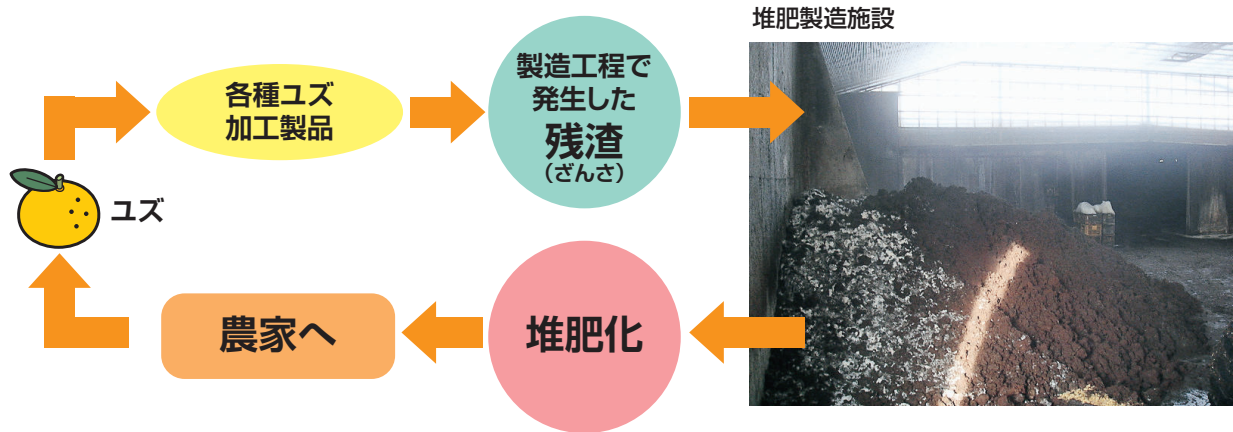 堆肥製造施設
各種ユズ
加工製品
製造工程で
発生した
残渣
（ざんさ）
ユズ
農家へ
堆肥化